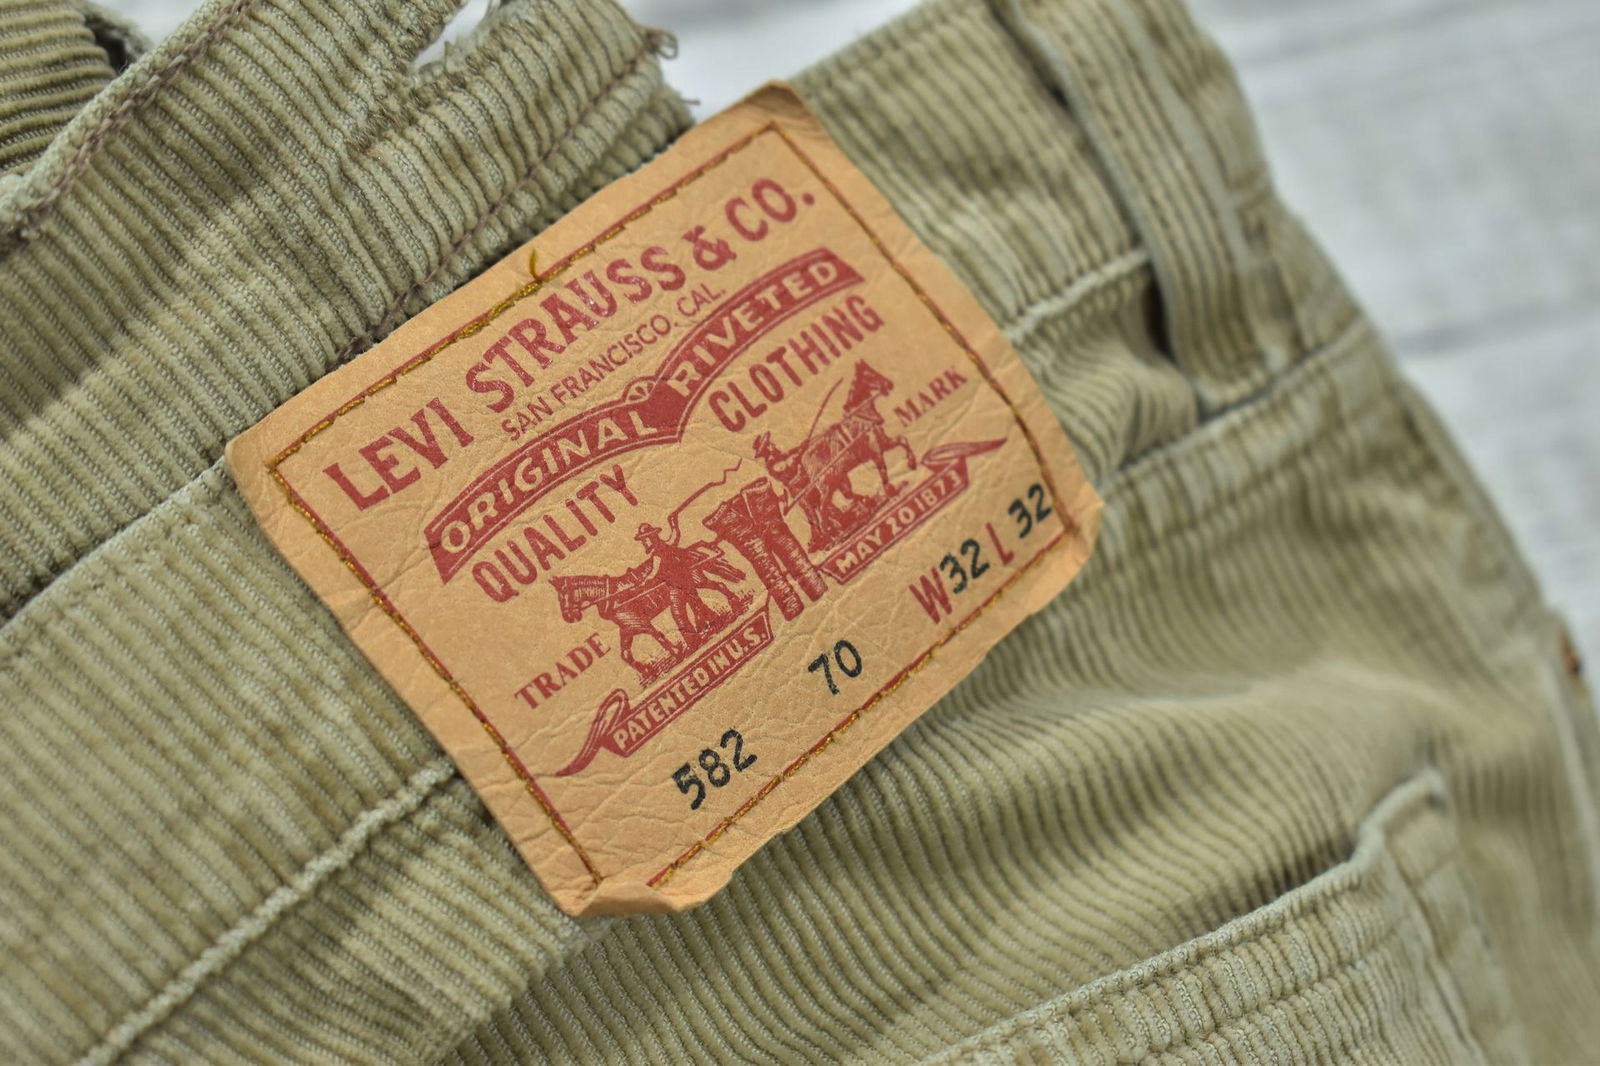 LEVI STRAUSS & CO.
SAN FRANCISCO, CAL.
ORIGINAL RIVETED
QUALITY CLOTHING
TRADE MARK
PATENTED IN U.S. MAY 20 1873
582 70 W32 L 32